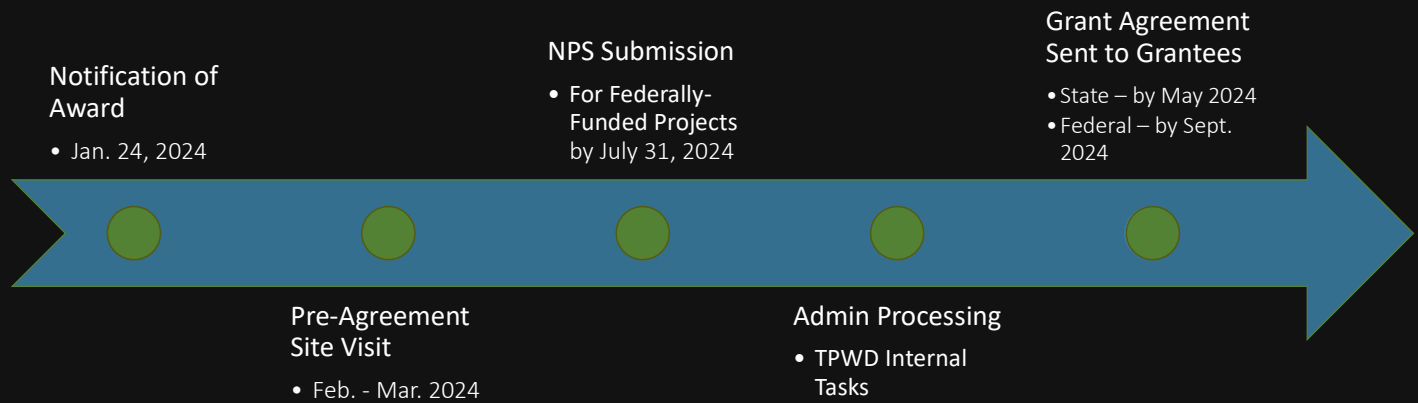 Notification of
Award
• Jan. 24, 2024
Pre-Agreement
Site Visit
• Feb. - Mar. 2024
NPS Submission
• For Federally-
Funded Projects
by July 31, 2024
Admin Processing
• TPWD Internal
Tasks
Grant Agreement
Sent to Grantees
• State – by May 2024
• Federal – by Sept.
2024